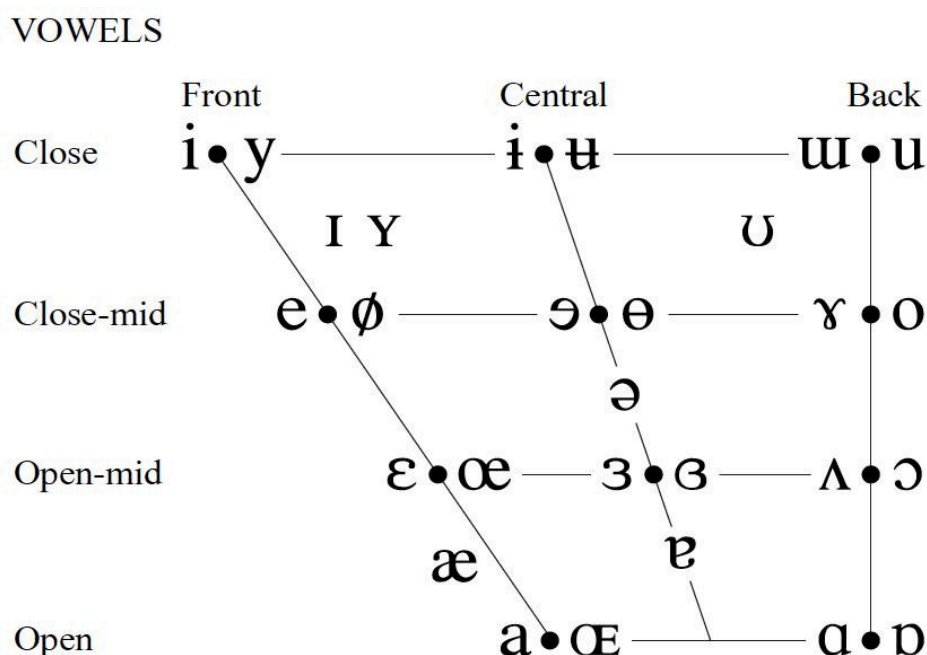 VOWELS
Front Central Back
Close i y ɨ ʉ ɯ u
ɪ ʏ ʊ
Close-mid e ø ɘ ɵ ɤ o
ə
Open-mid ɛ œ ɜ ɞ ʌ ɔ
æ ɐ
Open a ɶ ɑ ɒ